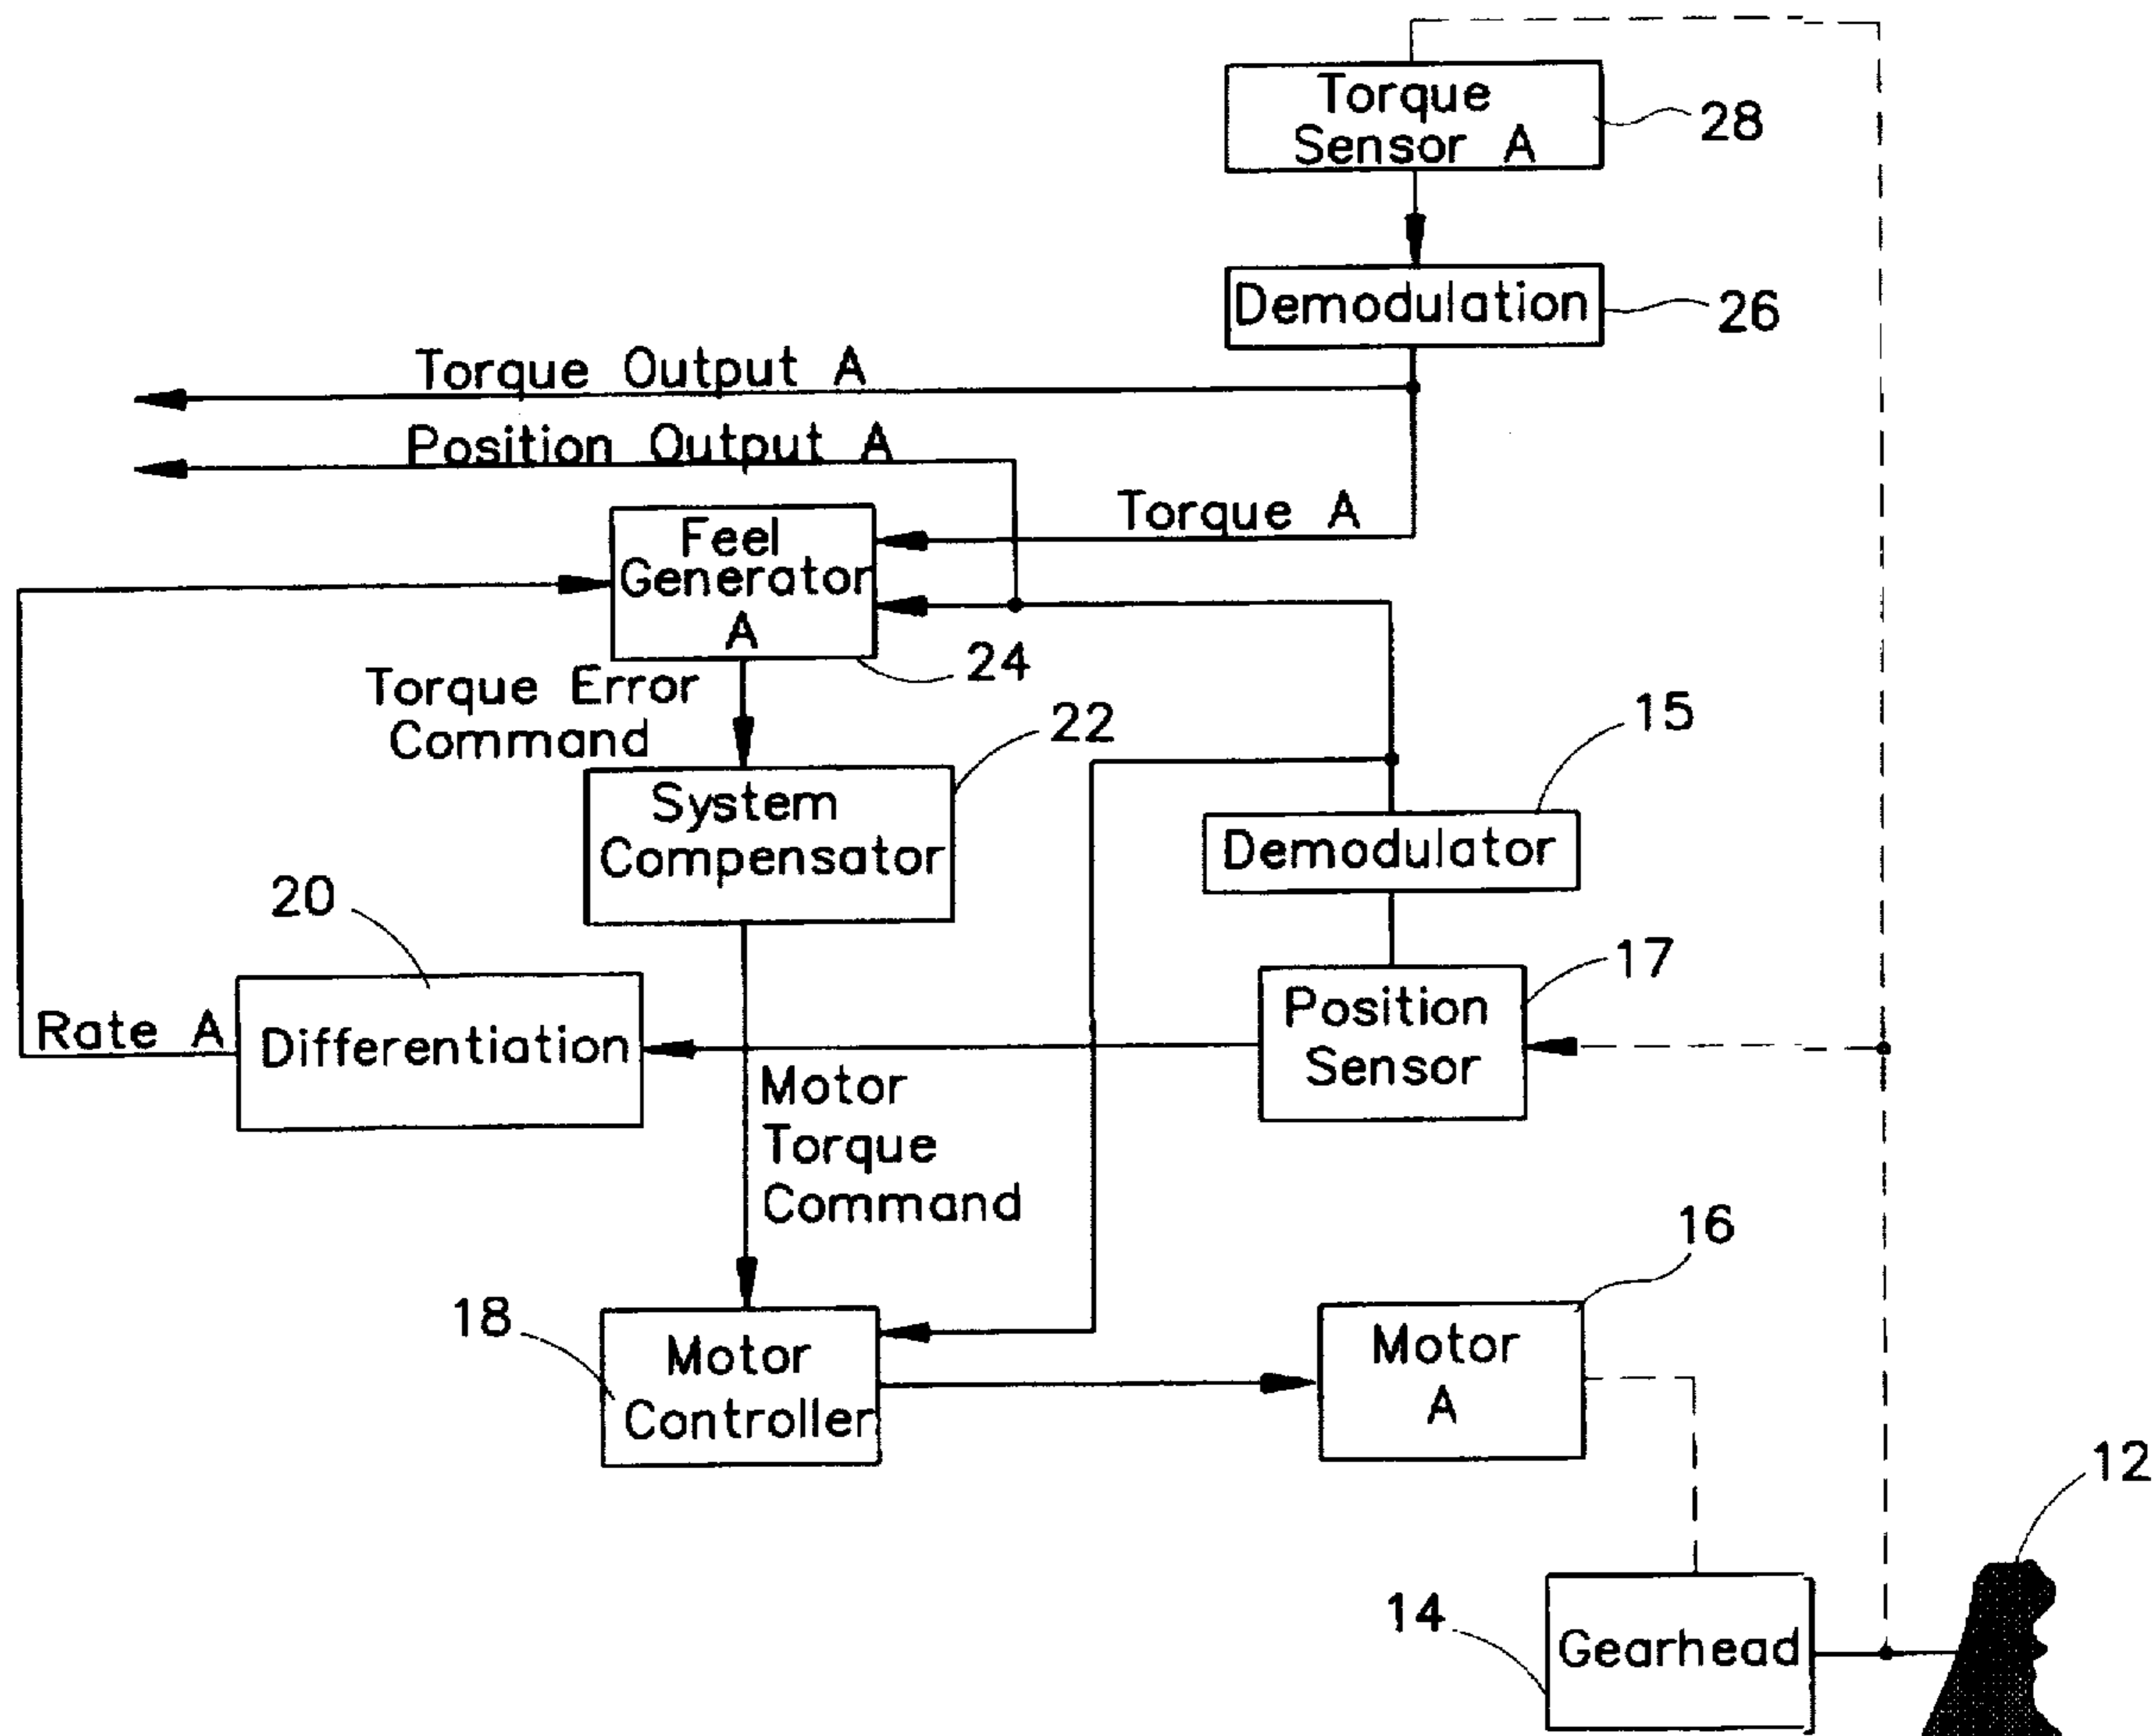 Torque
Sensor A
28
Demodulation
26
Torque Output A
Position Output A
Torque A
Feel
Generator
A
24
Torque Error
Command
22
15
System
Compensator
Demodulator
20
17
Position
Sensor
Rate A
Differentiation
Motor
Torque
Command
16
18
Motor
Controller
Motor
A
12
14
Gearhead